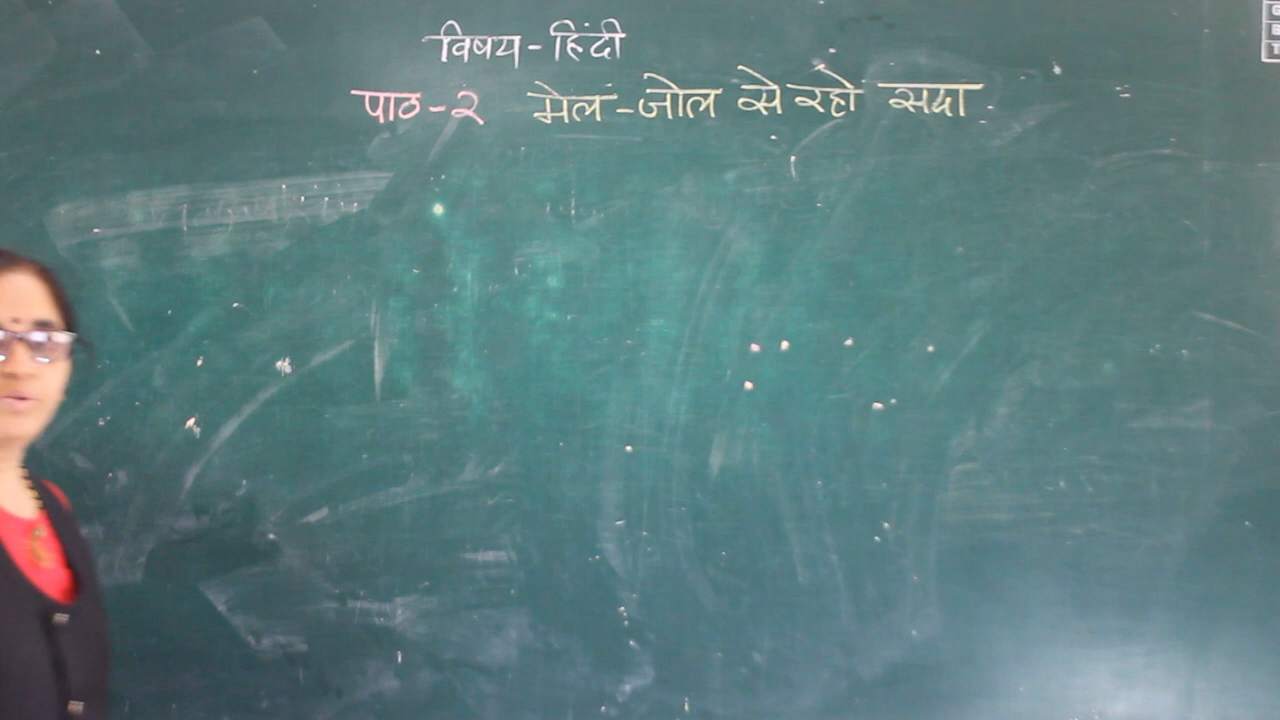 विषय - हिंदी
पाठ - २ मेल - जोल से रहो सदा